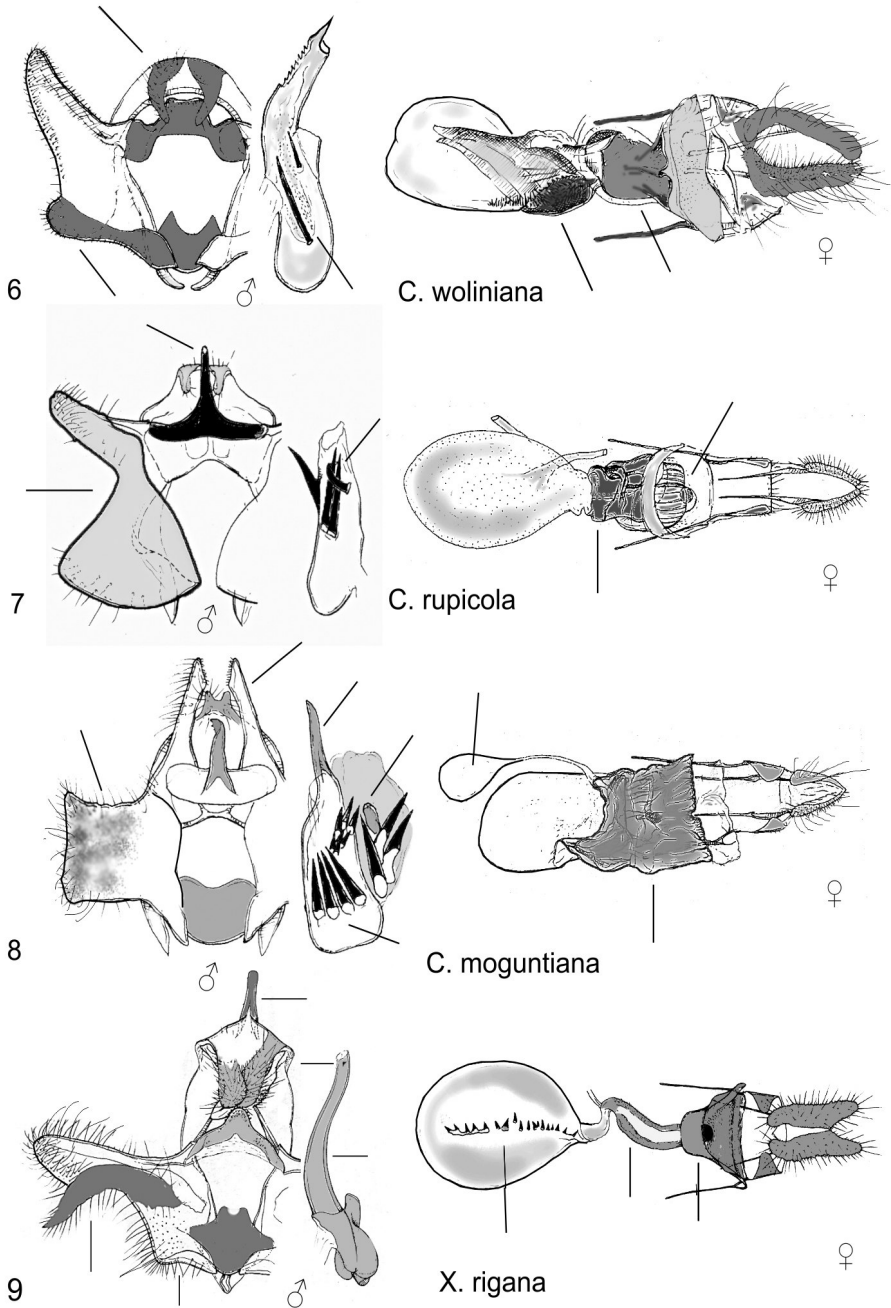 6 ♂ C. woliniana ♀
7 ♂ C. rupicola ♀
8 ♂ C. moguntiana ♀
9 ♂ X. rigana ♀